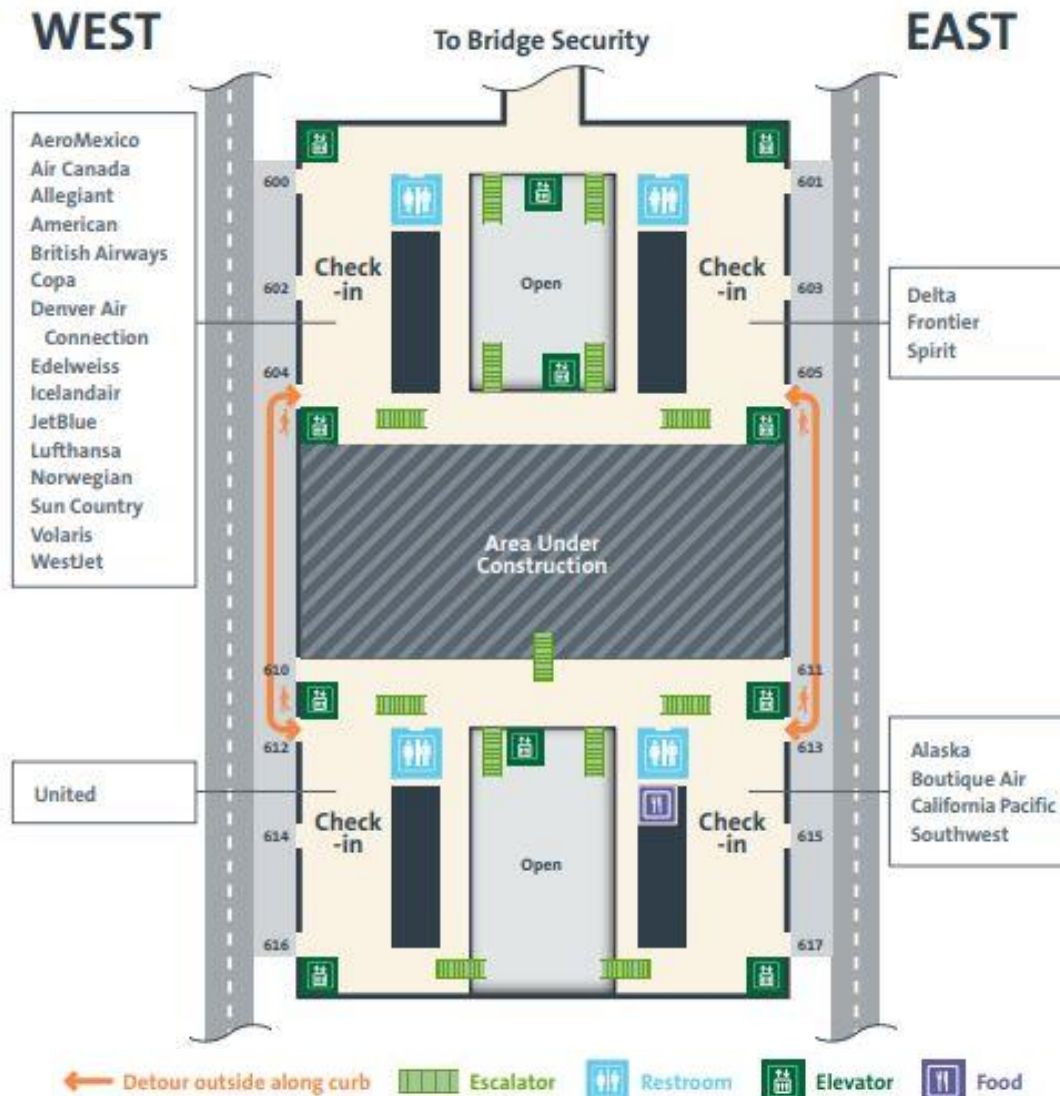 WEST
To Bridge Security
EAST
AeroMexico
Air Canada
Allegiant
American
British Airways
Copa
Denver Air
Connection
Edelweiss
Icelandair
JetBlue
Lufthansa
Norwegian
Sun Country
Volaris
WestJet
600
601
Check
-in
Open
Check
-in
602
603
Delta
Frontier
Spirit
604
605
Area Under
Construction
610
611
612
613
United
Alaska
Boutique Air
California Pacific
Southwest
Check
-in
Open
Check
-in
614
615
616
617
Detour outside along curb
Escalator
Restroom
Elevator
Food